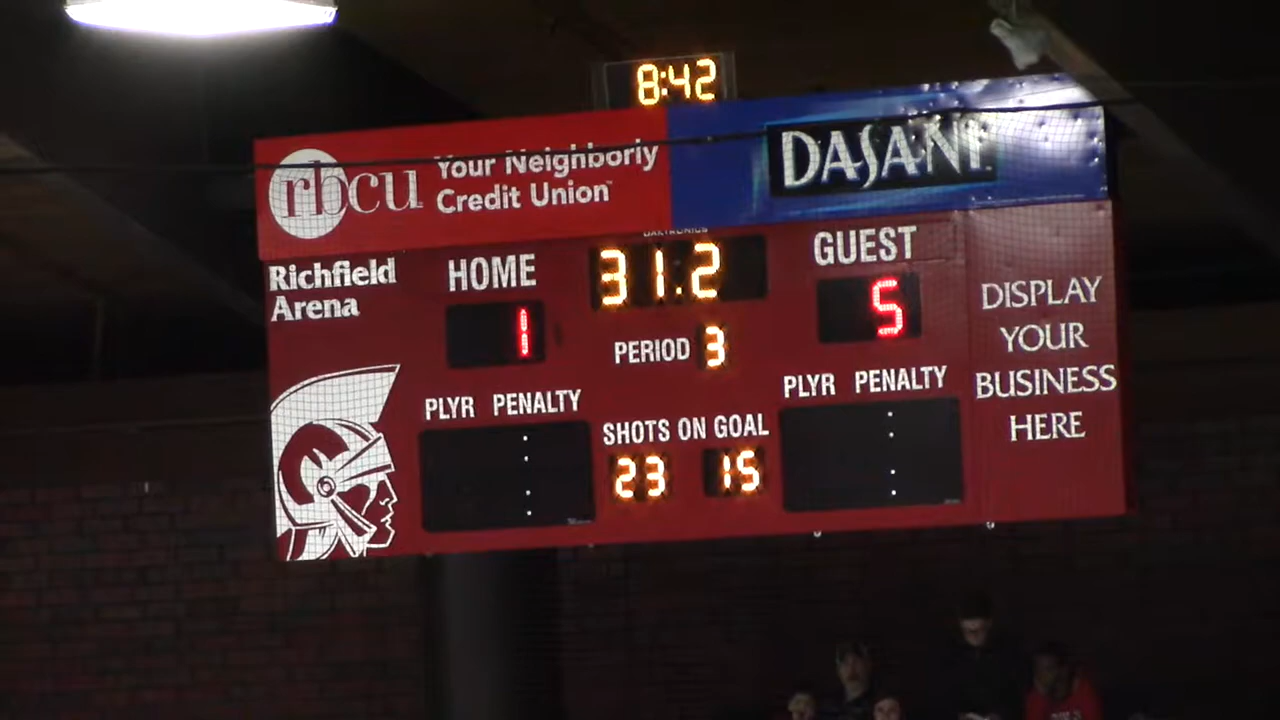 8:42
rbcu
Your Neighborly
Credit Union
DASANI
DAKTRONICS
Richfield
Arena
HOME
31.2
GUEST
1
PERIOD 3
5
DISPLAY
YOUR
BUSINESS
HERE
PLYR PENALTY
SHOTS ON GOAL
23 15
PLYR PENALTY